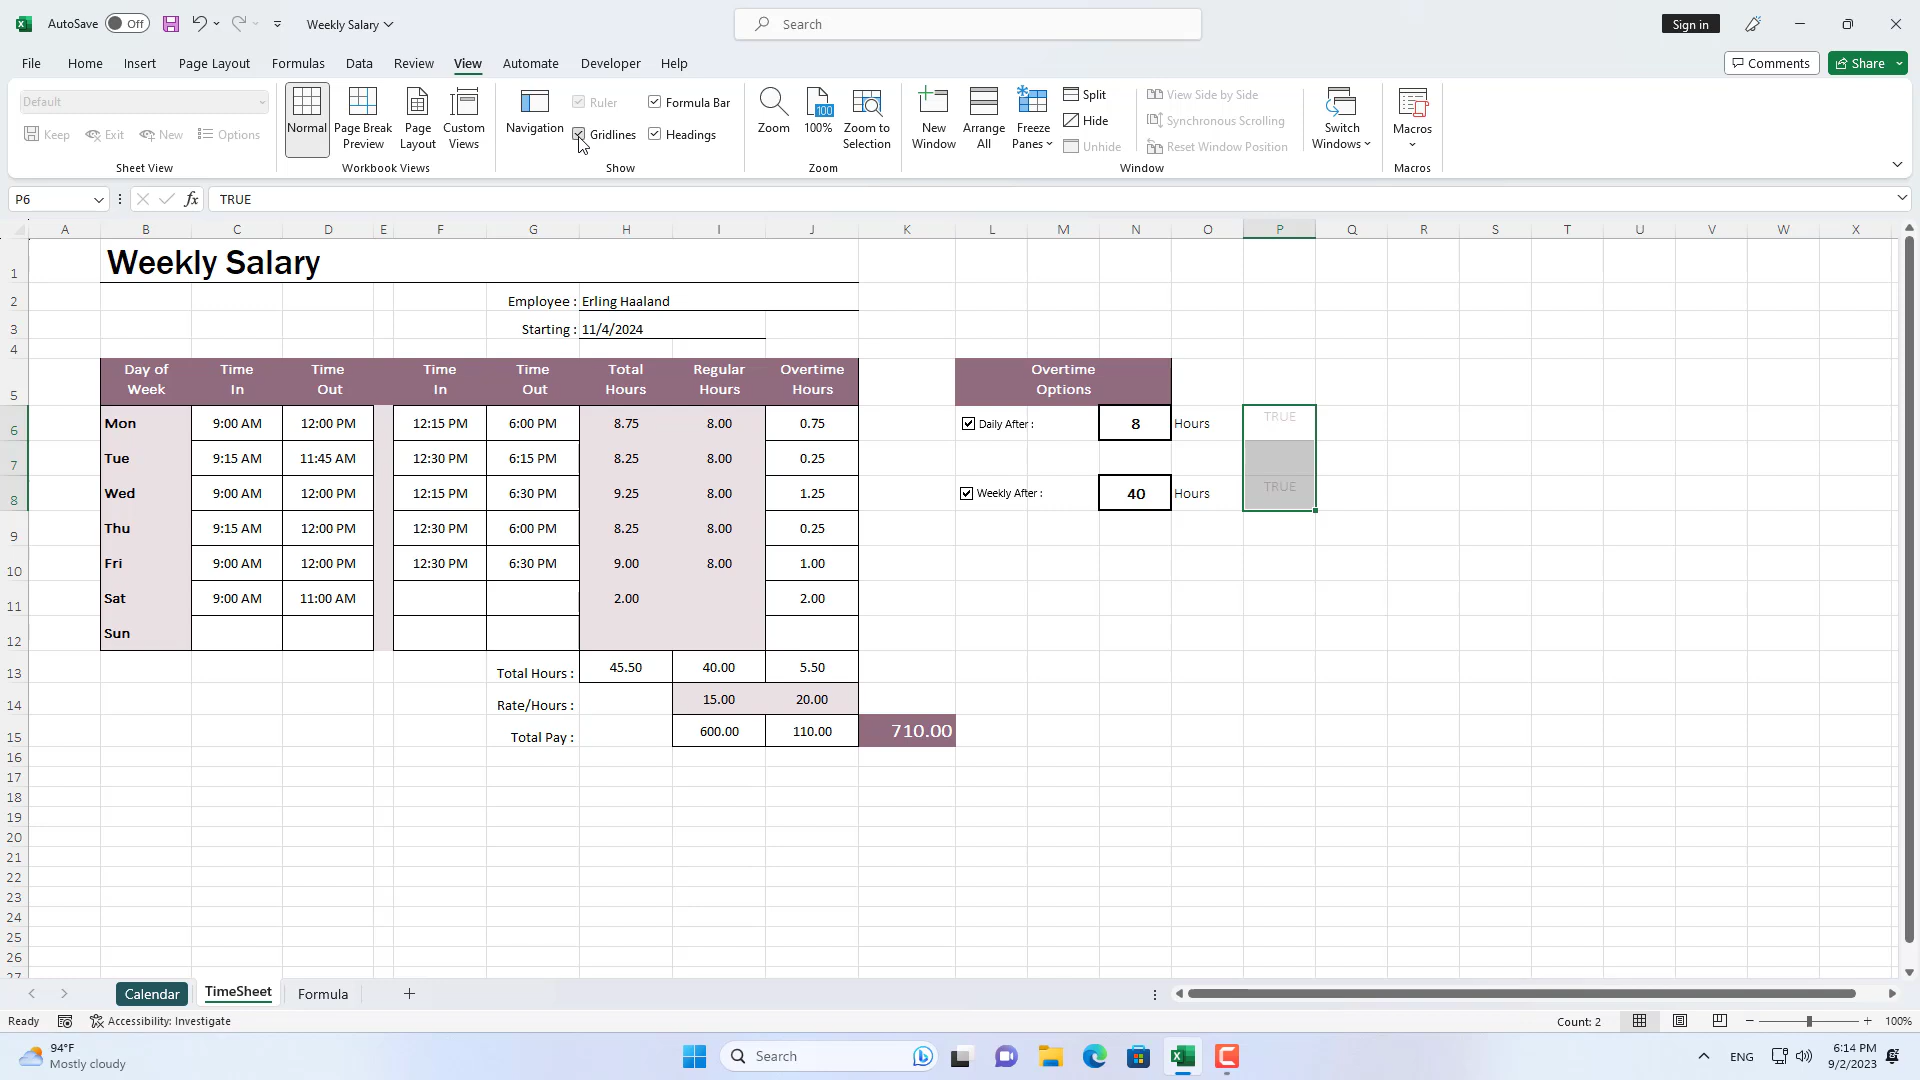 AutoSave Off Weekly Salary Search Sign in
File Home Insert Page Layout Formulas Data Review View Automate Developer Help Comments Share
Default
Keep Exit New Options
Sheet View
Normal Page Break Preview Page Layout Custom Views
Workbook Views
Navigation Ruler Formula Bar
Gridlines Headings
Show
Zoom 100% Zoom to Selection
Zoom
New Window Arrange All Freeze Panes Split View Side by Side
Hide Synchronous Scrolling
Unhide Reset Window Position
Window
Switch Windows
Macros
Macros
P6 fx TRUE
A B C D E F G H I J K L M N O P Q R S T U V W X
1 Weekly Salary
2 Employee : Erling Haaland
3 Starting : 11/4/2024
4
Day of Time Time Time Time Total Regular Overtime Overtime
5 Week In Out In Out Hours Hours Hours Options
6 Mon 9:00 AM 12:00 PM 12:15 PM 6:00 PM 8.75 8.00 0.75 Daily After : 8 Hours TRUE
7 Tue 9:15 AM 11:45 AM 12:30 PM 6:15 PM 8.25 8.00 0.25
8 Wed 9:00 AM 12:00 PM 12:15 PM 6:30 PM 9.25 8.00 1.25 Weekly After : 40 Hours TRUE
9 Thu 9:15 AM 12:00 PM 12:30 PM 6:00 PM 8.25 8.00 0.25
10 Fri 9:00 AM 12:00 PM 12:30 PM 6:30 PM 9.00 8.00 1.00
11 Sat 9:00 AM 11:00 AM 2.00 2.00
12 Sun
13 Total Hours : 45.50 40.00 5.50
14 Rate/Hours : 15.00 20.00
15 Total Pay : 600.00 110.00 710.00
16
17
18
19
20
21
22
23
24
25
26
27
Calendar TimeSheet Formula
Ready Accessibility: Investigate Count: 2 100%
94°F
Mostly cloudy
Search
ENG
6:14 PM
9/2/2023